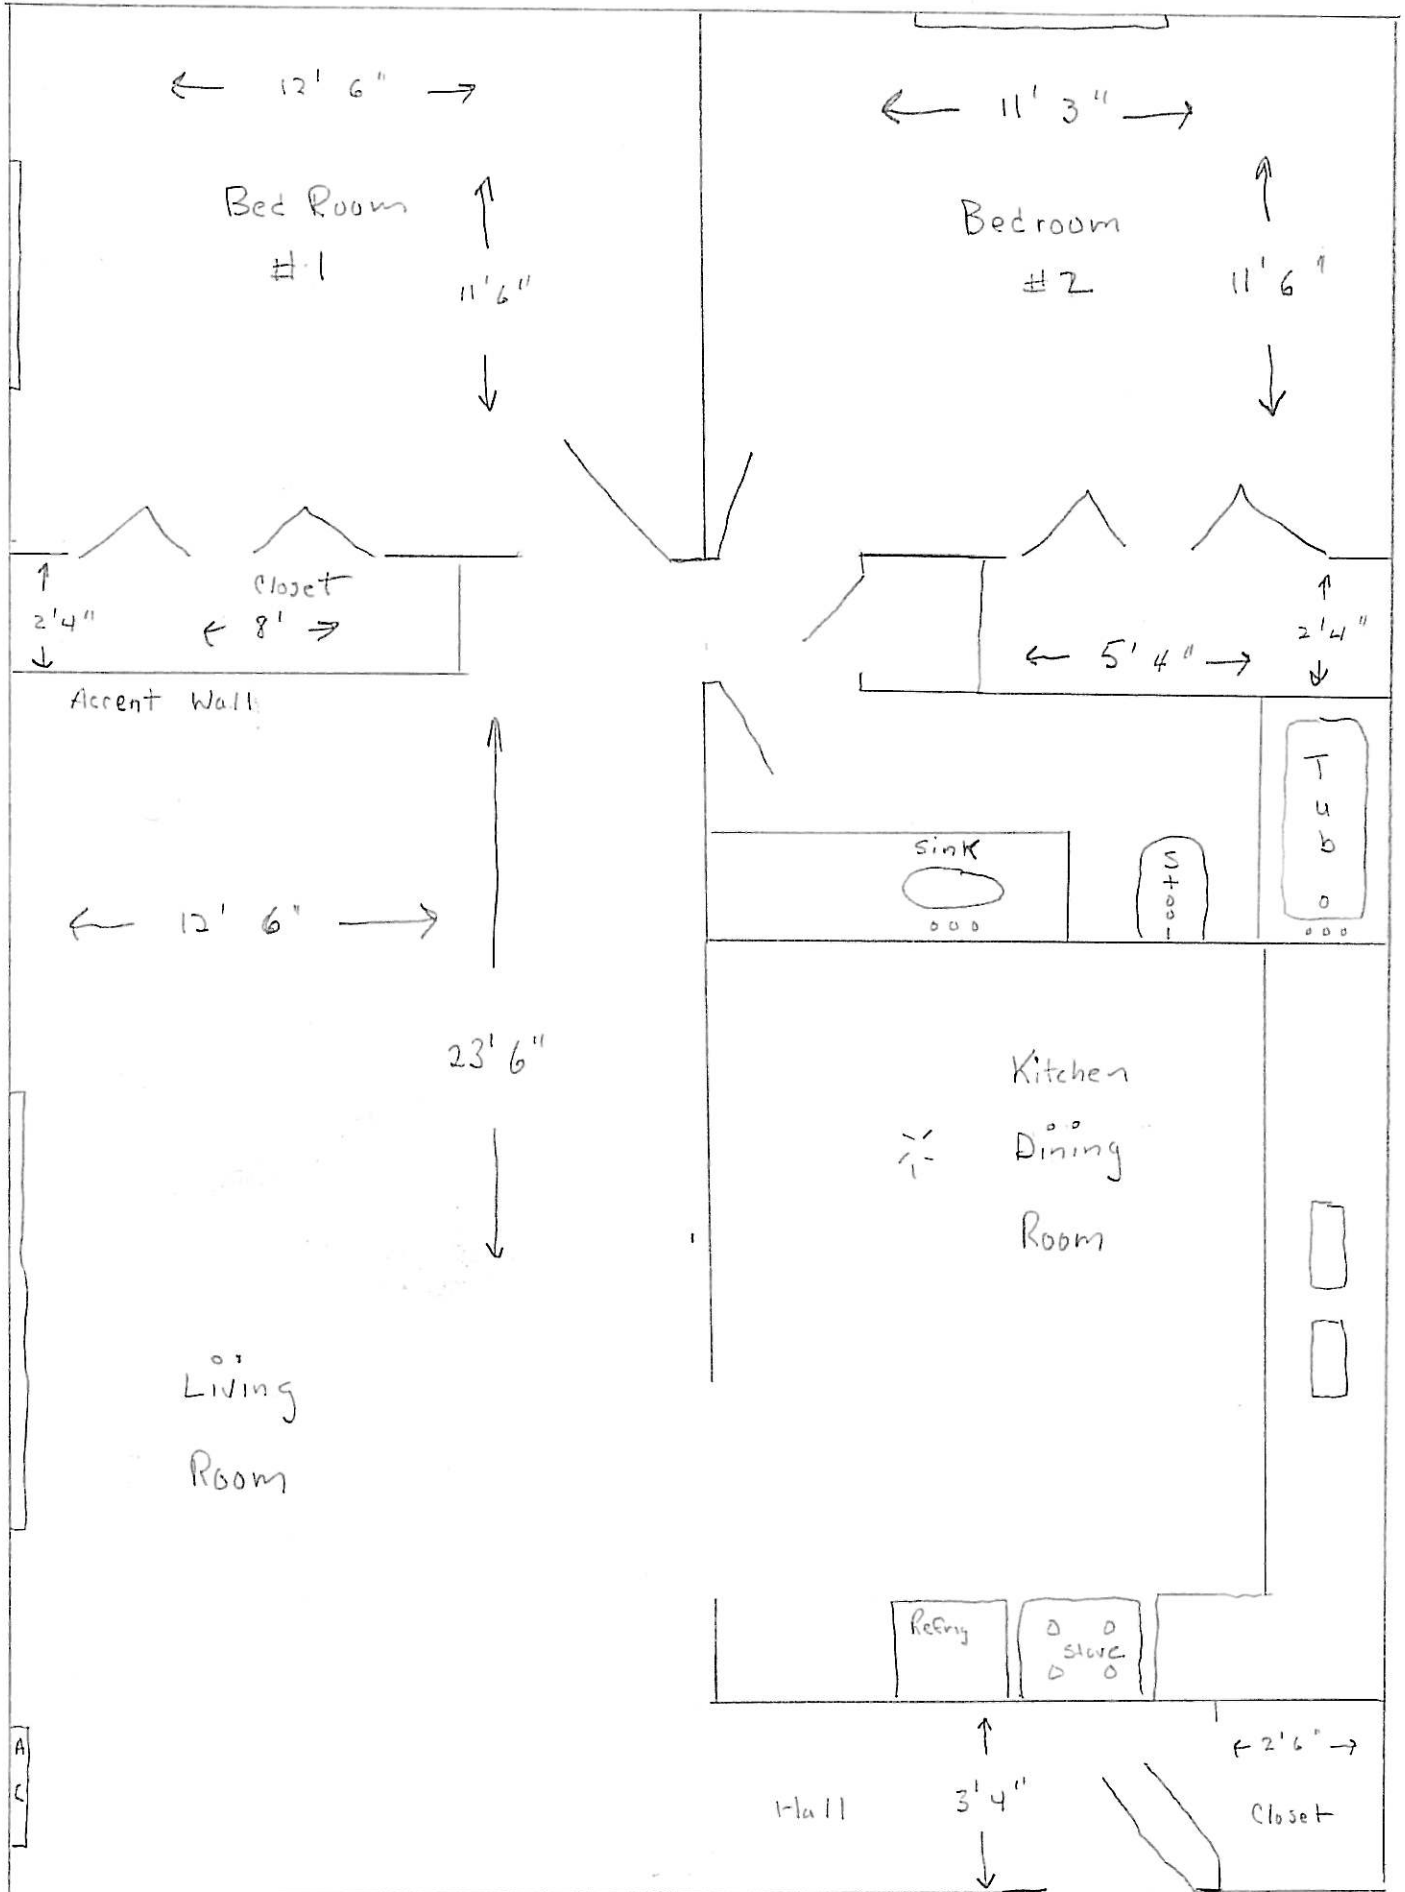 12' 6"
11' 3"
Bed Room
#1
11' 6"
Bedroom
#2
11' 6"
Closet
2' 4"
8'
5' 4"
2' 4"
Accent Wall
Tub
sink
Stool
12' 6"
23' 6"
Kitchen
Dining
Room
Living
Room
Refrig
Stove
AC
Hall
3' 4"
2' 6"
Closet